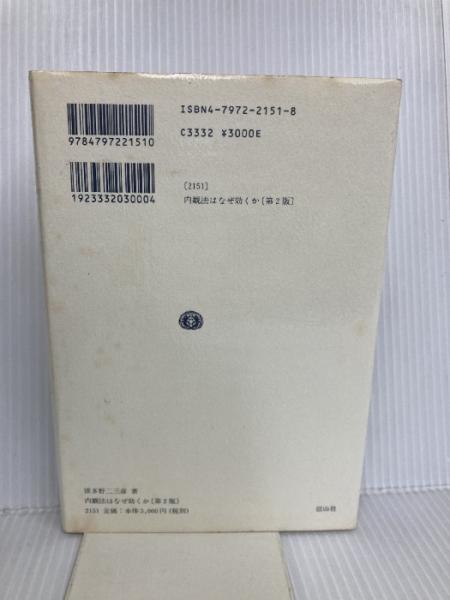 ISBN4-7972-2151-8
9784797221510
C3332 ¥3000E
1923332030004
〔2151〕
内観法はなぜ効くか〔第2版〕
波多野二三彦 著
内観法はなぜ効くか〔第2版〕
2151 定価：本体3,000円（税別）
信山社